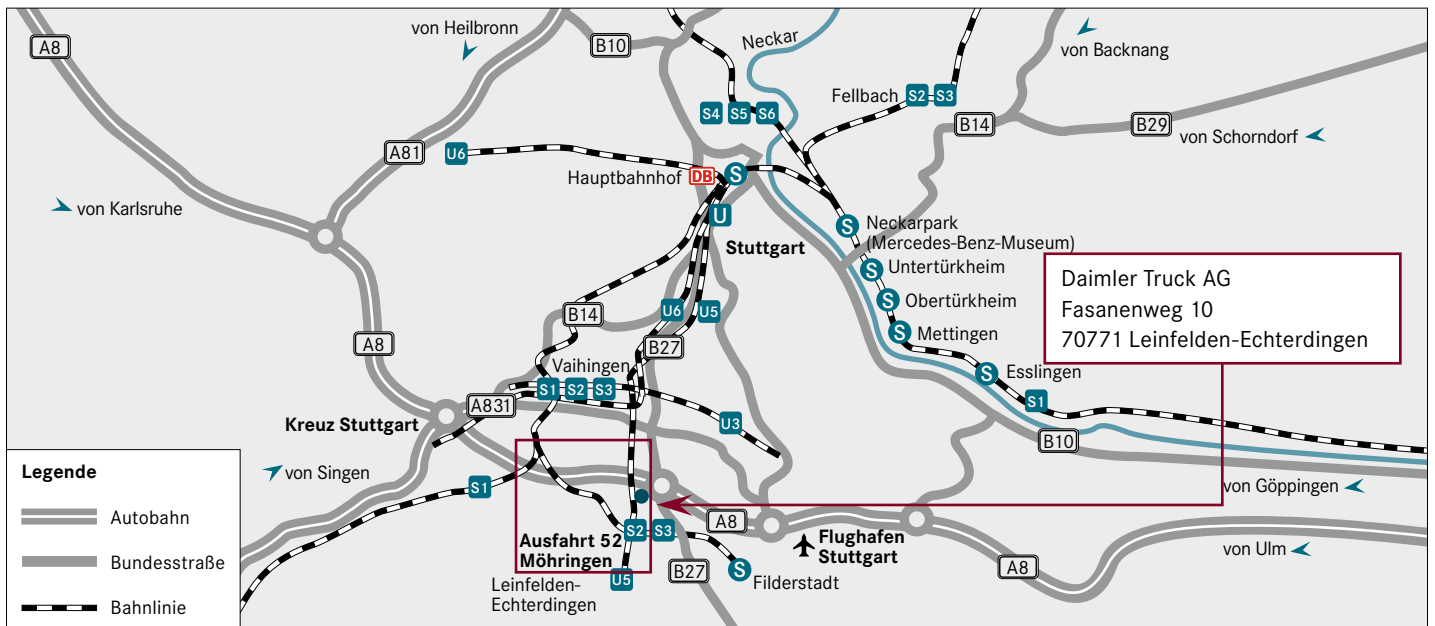 A8
von Heilbronn
B10
Neckar
von Backnang
Fellbach
S2
S3
S4
S5
S6
B14
B29
von Schorndorf
A81
U6
Hauptbahnhof
DB
S
U
Stuttgart
von Karlsruhe
S
Neckarpark
(Mercedes-Benz-Museum)
S
Untertürkheim
S
Obertürkheim
S
Mettingen
Daimler Truck AG
Fasanenweg 10
70771 Leinfelden-Echterdingen
U6
U5
B14
B27
A8
Vaihingen
S1
S2
S3
S
Esslingen
S1
A831
Kreuz Stuttgart
U3
B10
Legende
Autobahn
Bundesstraße
Bahnlinie
von Singen
S1
von Göppingen
Ausfahrt 52
Möhringen
S2
S3
A8
Flughafen
Stuttgart
von Ulm
A8
Leinfelden-
Echterdingen
U5
B27
S
Filderstadt